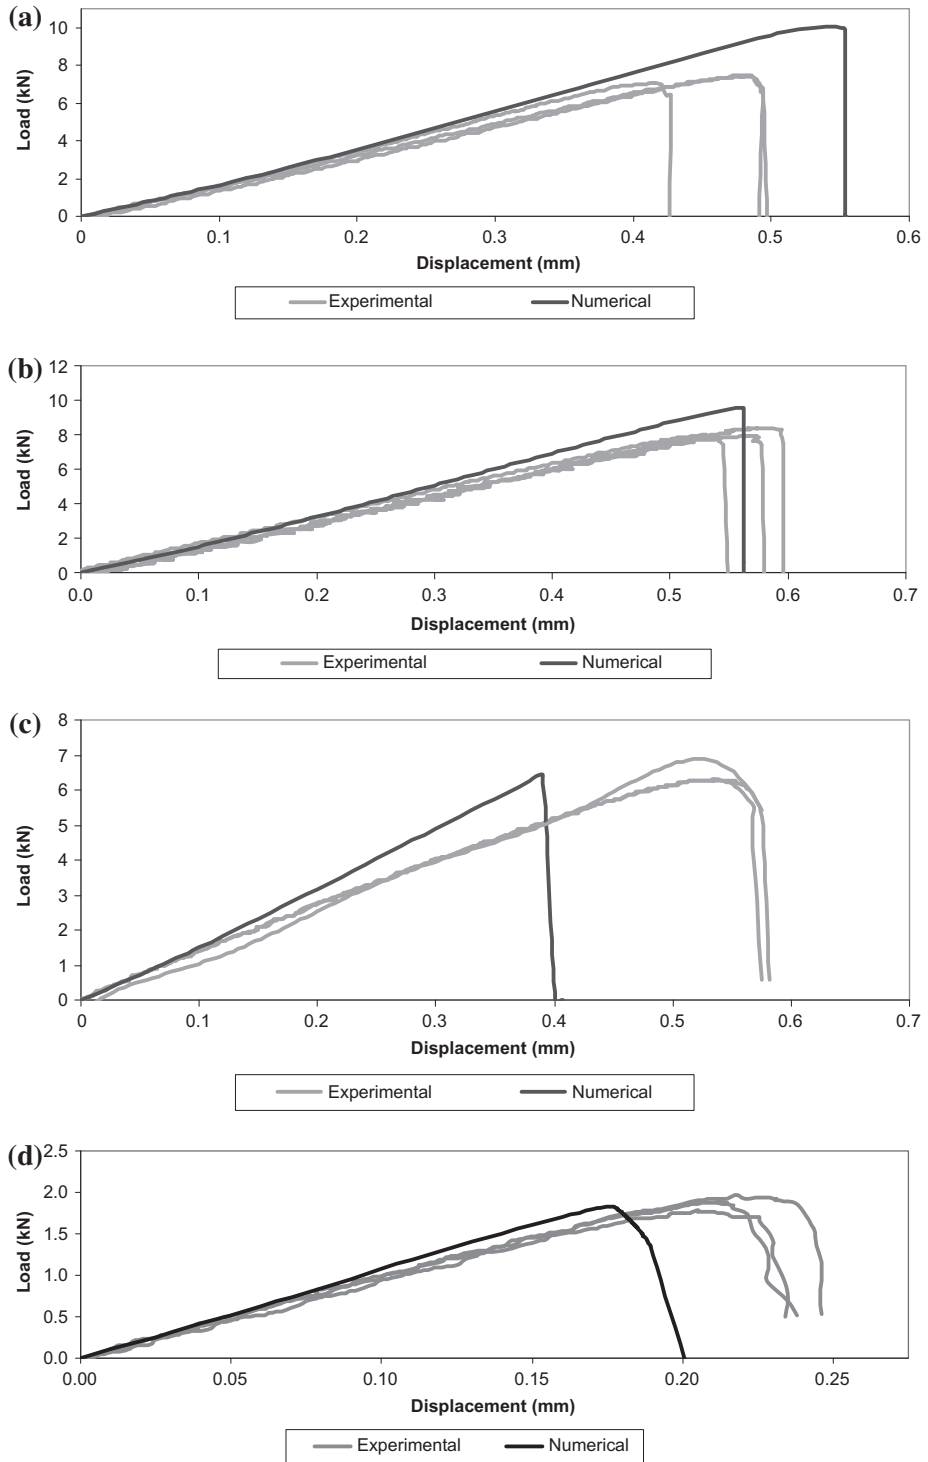 (a)
10
8
6
4
2
0
Load (kN)
0 0.1 0.2 0.3 0.4 0.5 0.6
Displacement (mm)
Experimental Numerical
(b)
12
10
8
6
4
2
0
Load (kN)
0.0 0.1 0.2 0.3 0.4 0.5 0.6 0.7
Displacement (mm)
Experimental Numerical
(c)
8
7
6
5
4
3
2
1
0
Load (kN)
0 0.1 0.2 0.3 0.4 0.5 0.6 0.7
Displacement (mm)
Experimental Numerical
(d)
2.5
2.0
1.5
1.0
0.5
0.0
Load (kN)
0.00 0.05 0.10 0.15 0.20 0.25
Displacement (mm)
Experimental Numerical